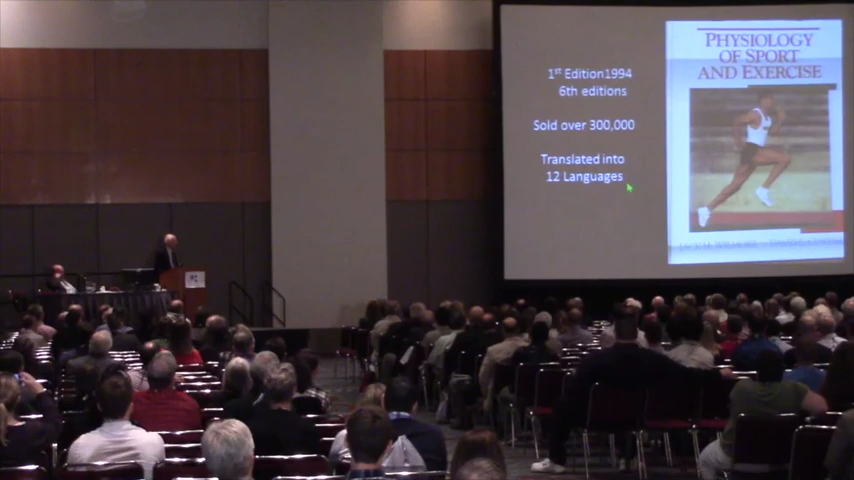 1st Edition1994
6th editions
Sold over 300,000
Translated into
12 Languages
PHYSIOLOGY
OF SPORT
AND EXERCISE